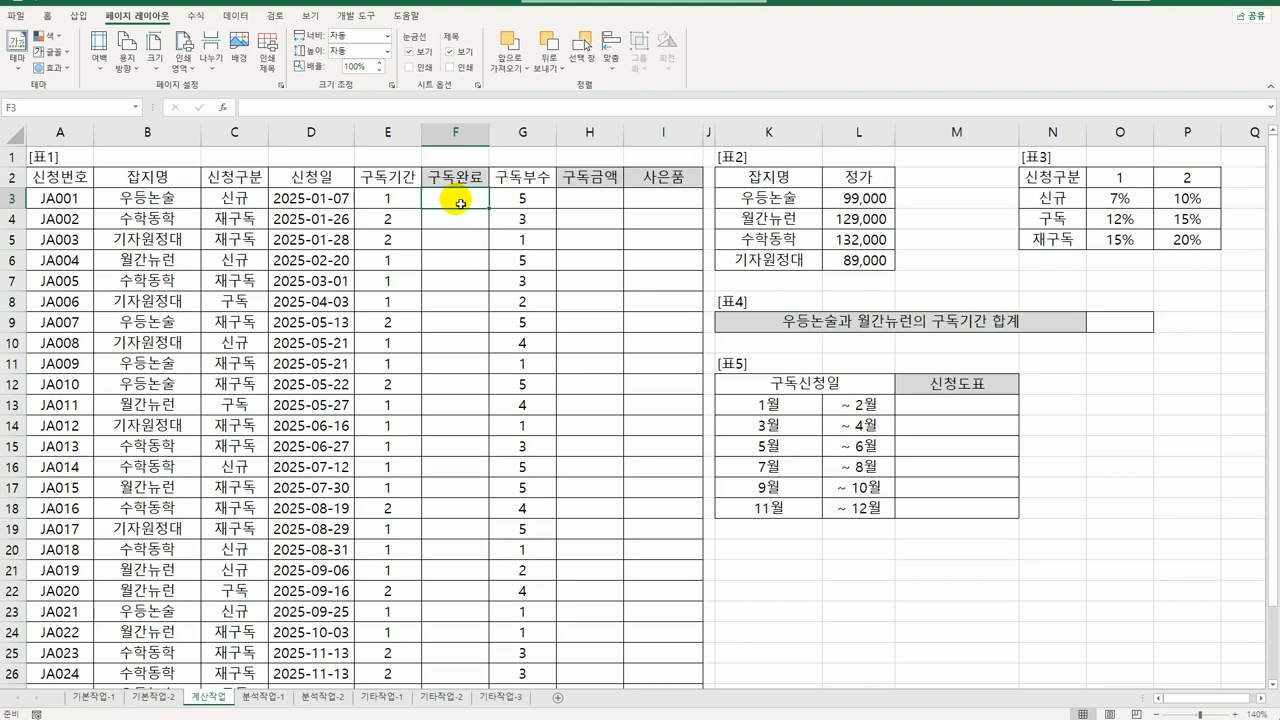 파일 홈 삽입 페이지 레이아웃 수식 데이터 검토 보기 개발 도구 도움말 공유
색 너비: 자동 눈금선 제목
테마 글꼴 여백 용지 방향 크기 인쇄 영역 나누기 배경 인쇄 제목 높이: 자동 보기 보기 앞으로 가져오기 뒤로 보내기 선택 창 맞춤 그룹화 회전
효과 배율: 100% 인쇄 인쇄
테마 페이지 설정 크기 조정 시트 옵션 정렬
F3 fx
A B C D E F G H I J K L M N O P Q
1 [표1] [표2] [표3]
2 신청번호 잡지명 신청구분 신청일 구독기간 구독완료 구독부수 구독금액 사은품 잡지명 정가 신청구분 1 2
3 JA001 우등논술 신규 2025-01-07 1 5 우등논술 99,000 신규 7% 10%
4 JA002 수학동학 재구독 2025-01-26 2 3 월간뉴런 129,000 구독 12% 15%
5 JA003 기자원정대 재구독 2025-01-28 2 1 수학동학 132,000 재구독 15% 20%
6 JA004 월간뉴런 신규 2025-02-20 1 5 기자원정대 89,000
7 JA005 수학동학 재구독 2025-03-01 1 3
8 JA006 기자원정대 구독 2025-04-03 1 2 [표4]
9 JA007 우등논술 재구독 2025-05-13 2 5 우등논술과 월간뉴런의 구독기간 합계
10 JA008 기자원정대 신규 2025-05-21 1 4
11 JA009 우등논술 재구독 2025-05-21 1 1 [표5]
12 JA010 우등논술 재구독 2025-05-22 2 5 구독신청일 신청도표
13 JA011 월간뉴런 구독 2025-05-27 1 4 1월 ~ 2월
14 JA012 기자원정대 재구독 2025-06-16 1 1 3월 ~ 4월
15 JA013 수학동학 재구독 2025-06-27 1 3 5월 ~ 6월
16 JA014 수학동학 신규 2025-07-12 1 5 7월 ~ 8월
17 JA015 월간뉴런 재구독 2025-07-30 1 5 9월 ~ 10월
18 JA016 수학동학 재구독 2025-08-19 2 4 11월 ~ 12월
19 JA017 기자원정대 재구독 2025-08-29 1 5
20 JA018 수학동학 신규 2025-08-31 1 1
21 JA019 월간뉴런 신규 2025-09-06 1 2
22 JA020 월간뉴런 구독 2025-09-16 2 4
23 JA021 우등논술 신규 2025-09-25 1 1
24 JA022 월간뉴런 재구독 2025-10-03 1 1
25 JA023 수학동학 재구독 2025-11-13 2 3
26 JA024 수학동학 재구독 2025-11-13 2 3
기본작업-1 기본작업-2 계산작업 분석작업-1 분석작업-2 기타작업-1 기타작업-2 기타작업-3
준비 140%